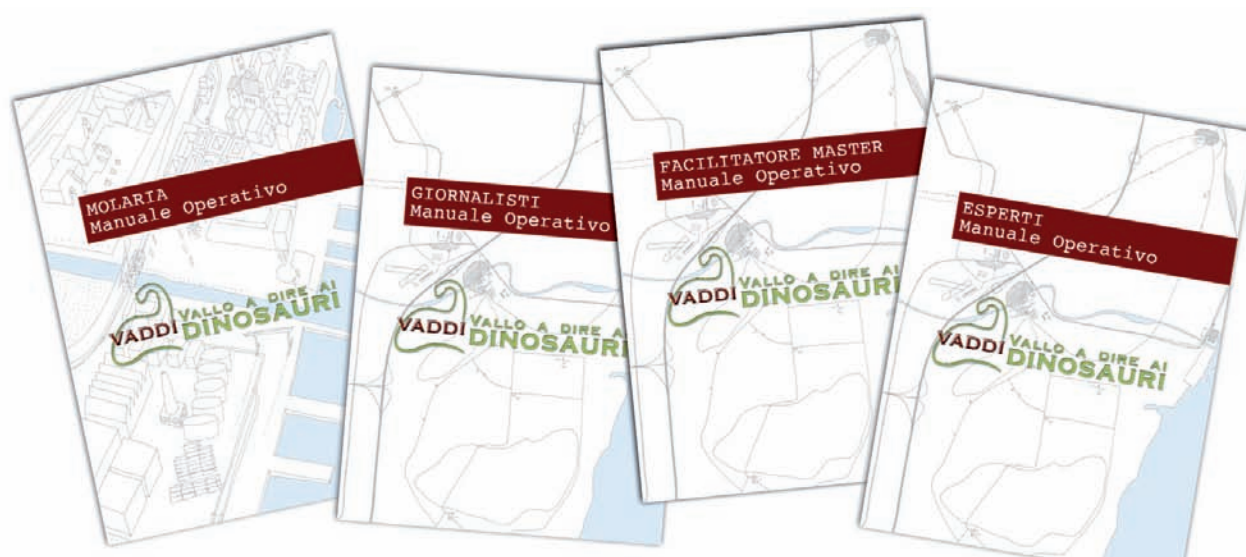 MOLARIA
Manuale Operativo
VADDI
VALLO A DIRE AI
DINOSAURI
GIORNALISTI
Manuale Operativo
VADDI
VALLO A DIRE A
DINOSAURI
FACILITATORE MASTER
Manuale Operativo
VADDI
VALLO A DIRE AI
DINOSAURI
ESPERTI
Manuale Operativo
VADDI
VALLO A DIRE AI
DINOSAURI